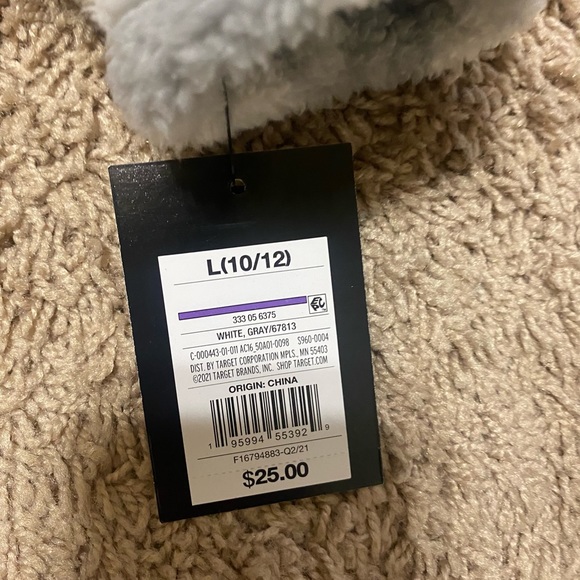 L(10/12)
333 05 6375
WHITE, GRAY/67813
C-000443-01-011 AC16_50A01-0098 S960-0004
DIST. BY TARGET CORPORATION MPLS., MN 55403
©2021 TARGET BRANDS, INC. SHOP TARGET.COM
ORIGIN: CHINA
1 95994 55392 9
F16794883-Q2/21
$25.00